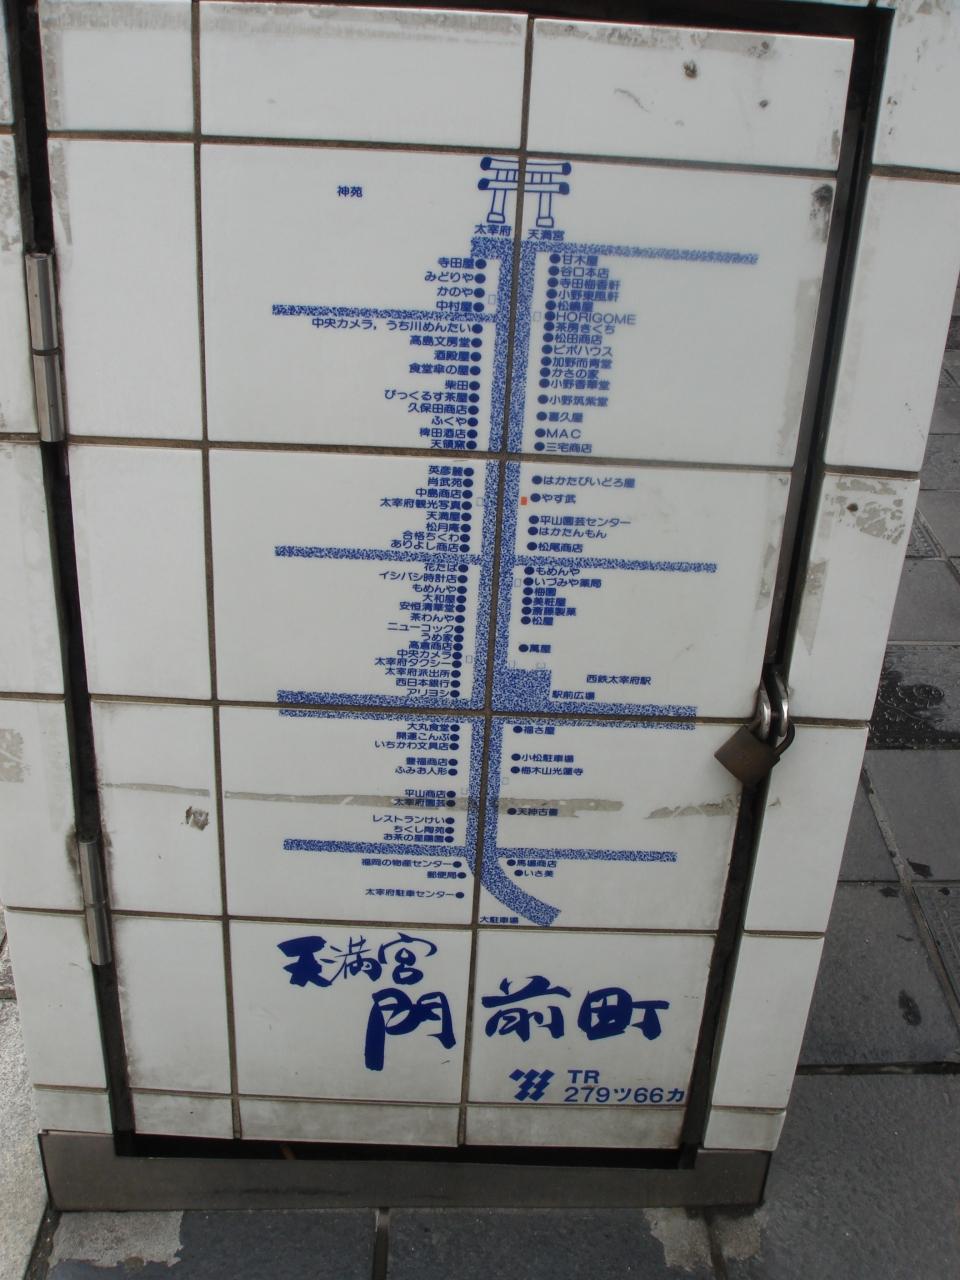 神苑
太宰府 天満宮
寺田屋
みどりや
かのや
中村屋
中央カメラ, うち川めんたい
高島文房堂
酒殿屋
食堂傘の屋
柴田
びっくるす茶屋
久保田商店
ふくや
稗田酒店
天領窯
甘木屋
谷口本店
寺田梅香軒
小野東風軒
松嶋屋
HORIGOME
茶房きくち
松田商店
ピボハウス
加野而青堂
かさの家
小野香華堂
小野筑紫堂
喜久屋
MAC
三宅商店
英彦麓
肖武苑
中島商店
太宰府観光写真
天満屋
松月庵
合格ちくわ
ありよし商店
はかたびいどろ屋
やす武
平山園芸センター
はかたんもん
松尾商店
花たば
イシバシ時計店
もめんや
大和屋
安恒清華堂
茶わんや
ニューコック
うめ家
高倉商店
中央カメラ
太宰府タクシー
太宰府派出所
西日本銀行
アリヨシ
もめんや
いづみや薬局
梅園
美粧屋
斎藤製菓
松屋
萬屋
西鉄太宰府駅
駅前広場
大丸食堂
開運こんぶ
いちかわ文具店
豊福商店
ふみお人形
平山商店
太宰府園芸
レストランけい
ちくし陶苑
お茶の星陽園
福さ屋
小松駐車場
梅木山光蓮寺
天神古書
福岡の物産センター
郵便局
太宰府駐車センター
馬場商店
いさ美
大駐車場
天満宮
門前町
TR
279ツ66カ